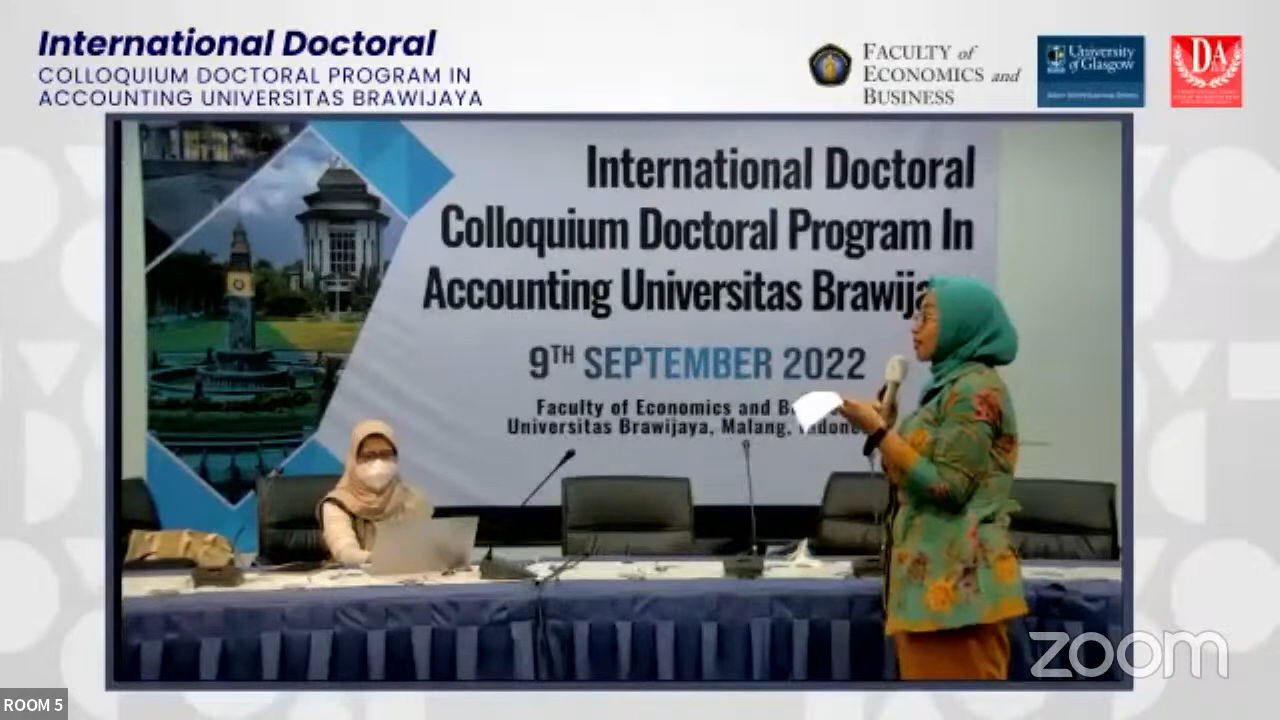 International Doctoral
COLLOQUIUM DOCTORAL PROGRAM IN
ACCOUNTING UNIVERSITAS BRAWIJAYA
FACULTY of
ECONOMICS and
BUSINESS
University
of Glasgow
DA
International Doctoral
Colloquium Doctoral Program In
Accounting Universitas Brawija
9TH SEPTEMBER 2022
Faculty of Economics and B
Universitas Brawijaya, Malang,
zoom
ROOM 5